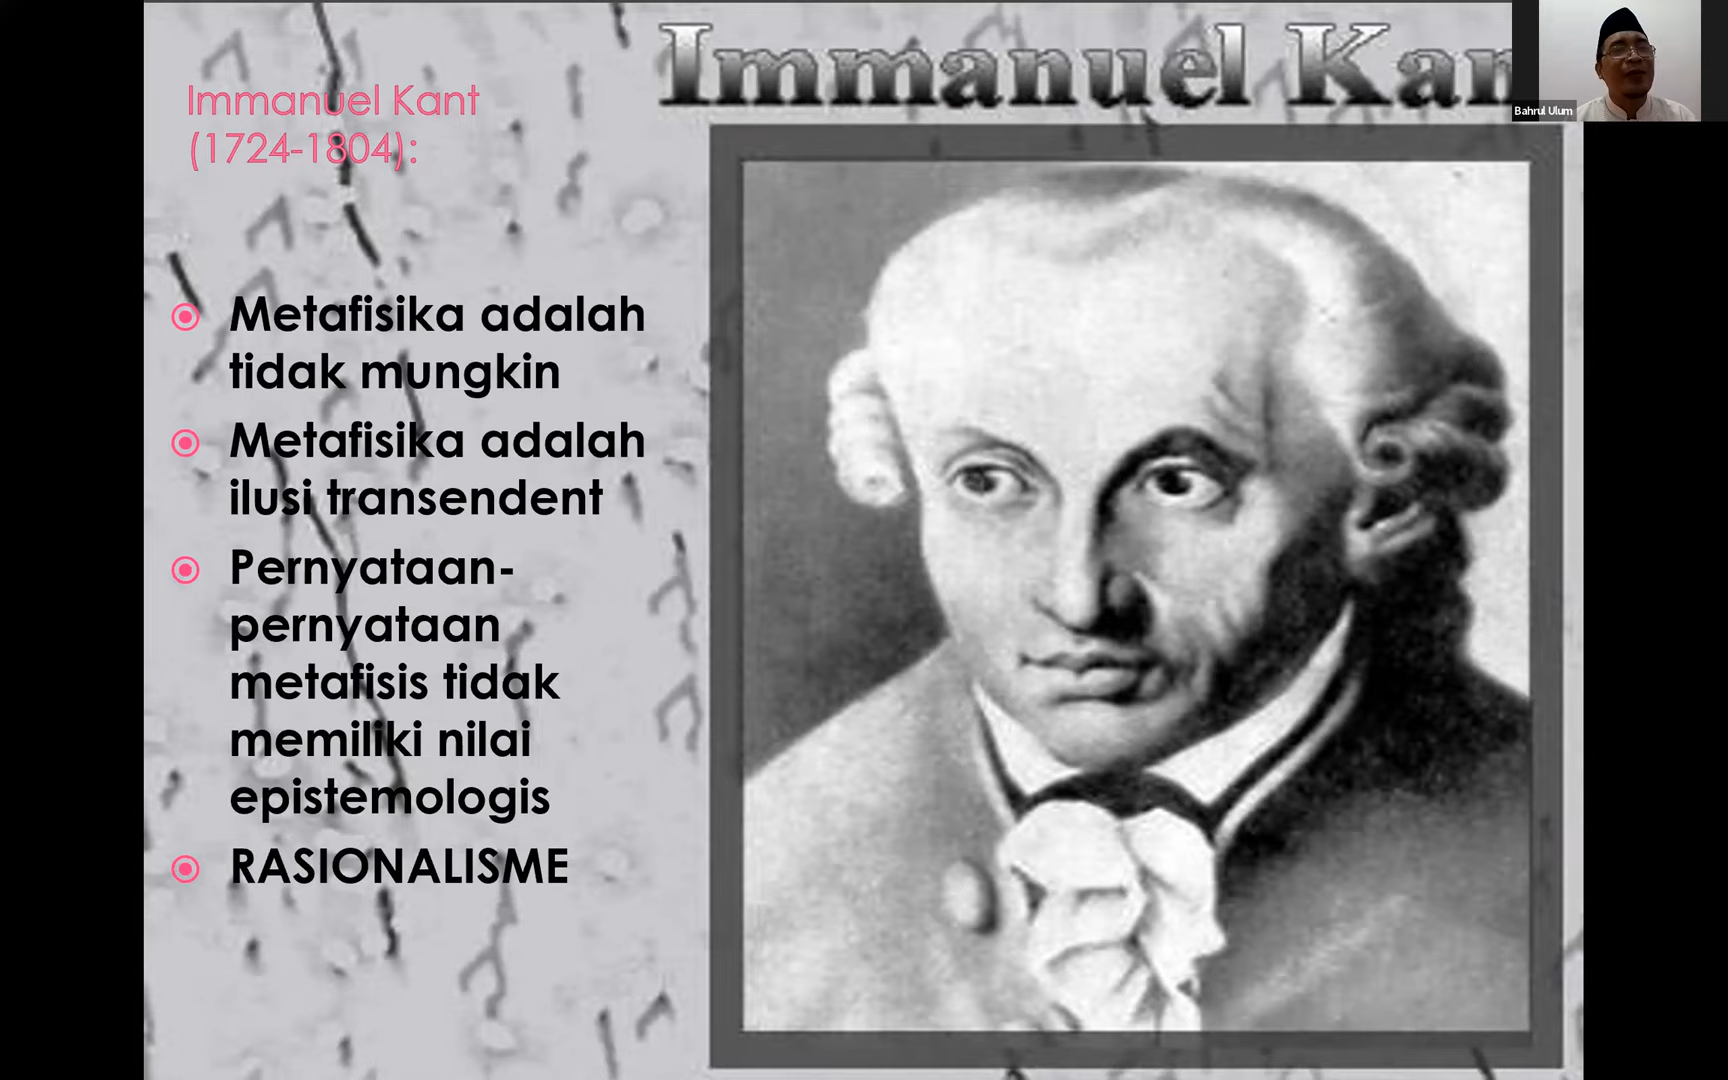 Immanuel Kan
Bahrul Ulum
Immanuel Kant
(1724-1804):
Metafisika adalah
tidak mungkin
Metafisika adalah
ilusi transendent
Pernyataan-
pernyataan
metafisis tidak
memiliki nilai
epistemologis
RASIONALISME